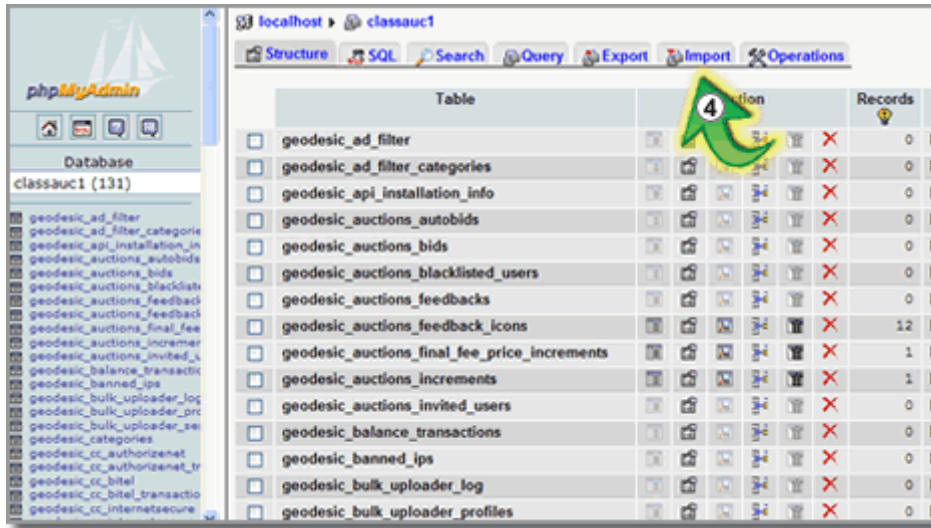 localhost ▸ classauc1
Structure SQL Search Query Export Import Operations
phpMyAdmin
Database
classauc1 (131)
geodesic_ad_filter
geodesic_ad_filter_categorie
geodesic_api_installation_in
geodesic_auctions_autobids
geodesic_auctions_bids
geodesic_auctions_blacklist
geodesic_auctions_feedback
geodesic_auctions_feedback
geodesic_auctions_final_fee
geodesic_auctions_incremen
geodesic_auctions_invited_u
geodesic_balance_transactio
geodesic_banned_ips
geodesic_bulk_uploader_log
geodesic_bulk_uploader_pro
geodesic_bulk_uploader_se
geodesic_categories
geodesic_cc_authorizenet
geodesic_cc_authorizenet_tr
geodesic_cc_bitel
geodesic_cc_bitel_transactio
geodesic_cc_internetsecure
Table Records
4
geodesic_ad_filter 0
geodesic_ad_filter_categories 0
geodesic_api_installation_info 0
geodesic_auctions_autobids 0
geodesic_auctions_bids 0
geodesic_auctions_blacklisted_users 0
geodesic_auctions_feedbacks 0
geodesic_auctions_feedback_icons 12
geodesic_auctions_final_fee_price_increments 1
geodesic_auctions_increments 1
geodesic_auctions_invited_users 0
geodesic_balance_transactions 0
geodesic_banned_ips 0
geodesic_bulk_uploader_log 0
geodesic_bulk_uploader_profiles 0